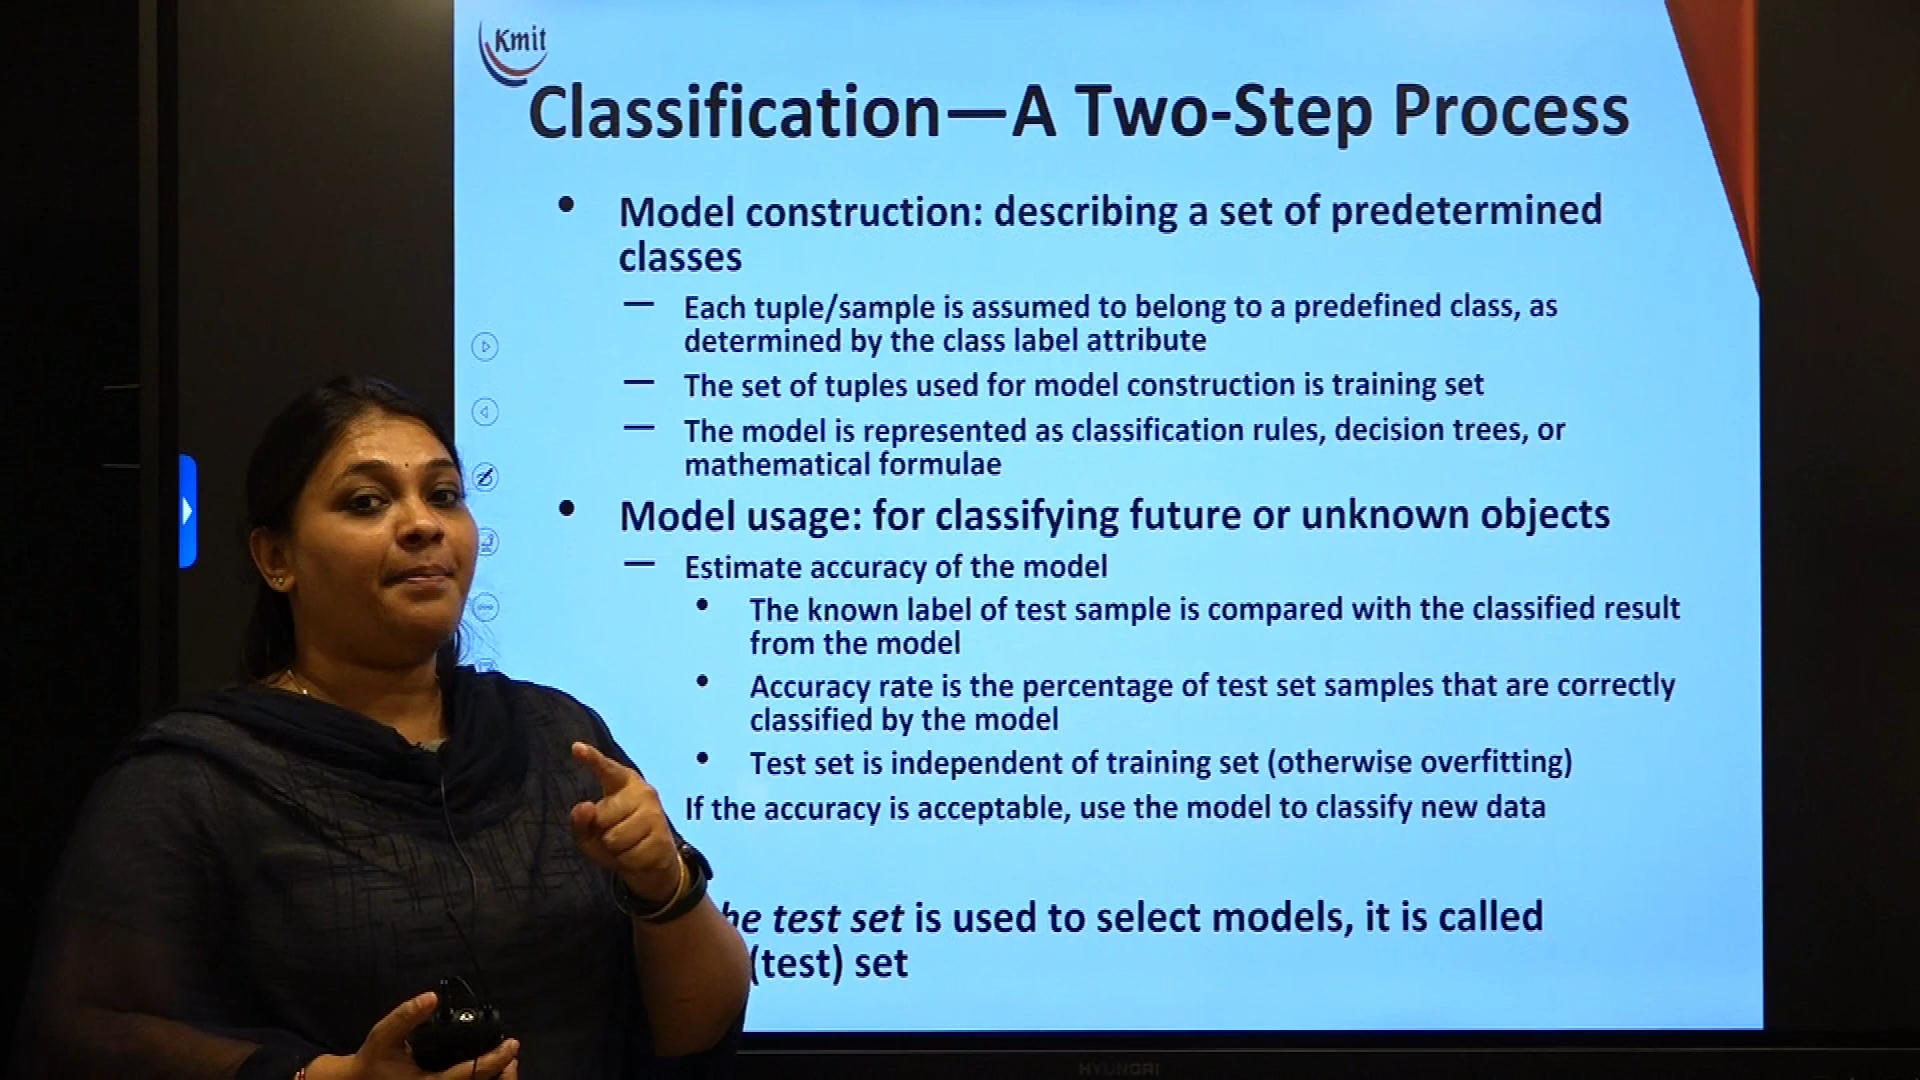 Kmit
Classification—A Two-Step Process
• Model construction: describing a set of predetermined
classes
— Each tuple/sample is assumed to belong to a predefined class, as
determined by the class label attribute
— The set of tuples used for model construction is training set
— The model is represented as classification rules, decision trees, or
mathematical formulae
• Model usage: for classifying future or unknown objects
— Estimate accuracy of the model
• The known label of test sample is compared with the classified result
from the model
• Accuracy rate is the percentage of test set samples that are correctly
classified by the model
• Test set is independent of training set (otherwise overfitting)
If the accuracy is acceptable, use the model to classify new data
he test set is used to select models, it is called
(test) set
HYUNDAI